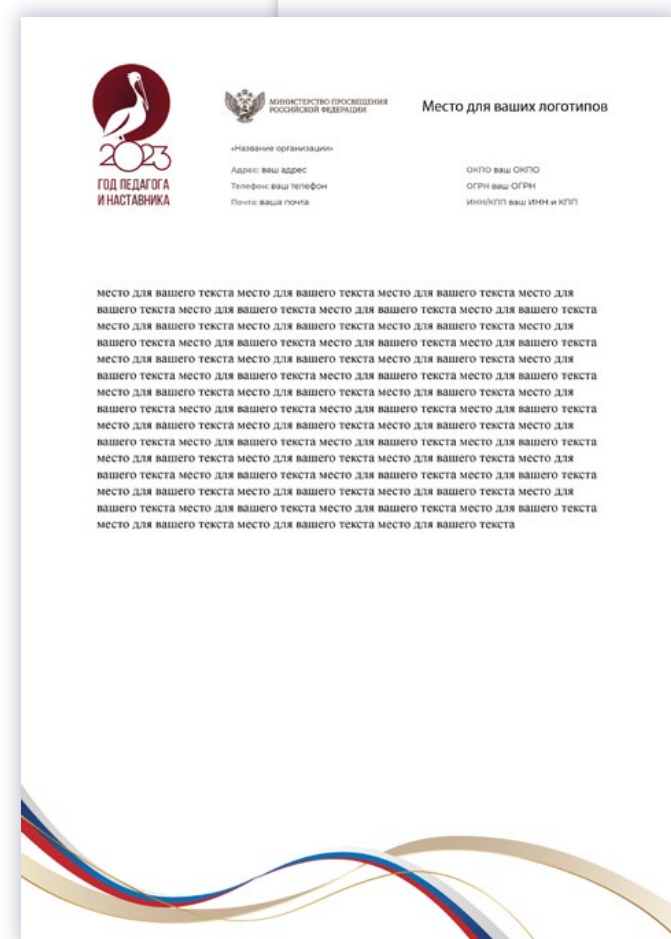 2023
ГОД ПЕДАГОГА
И НАСТАВНИКА
МИНИСТЕРСТВО ПРОСВЕЩЕНИЯ
РОССИЙСКОЙ ФЕДЕРАЦИИ
Место для ваших логотипов
«Название организации»
Адрес: ваш адрес
Телефон: ваш телефон
Почта: ваша почта
ОКПО ваш ОКПО
ОГРН ваш ОГРН
ИНН/КПП ваш ИНН и КПП
место для вашего текста место для вашего текста место для вашего текста место для
вашего текста место для вашего текста место для вашего текста место для вашего текста
место для вашего текста место для вашего текста место для вашего текста место для
вашего текста место для вашего текста место для вашего текста место для вашего текста
место для вашего текста место для вашего текста место для вашего текста место для
вашего текста место для вашего текста место для вашего текста место для вашего текста
место для вашего текста место для вашего текста место для вашего текста место для
вашего текста место для вашего текста место для вашего текста место для вашего текста
место для вашего текста место для вашего текста место для вашего текста место для
вашего текста место для вашего текста место для вашего текста место для вашего текста
место для вашего текста место для вашего текста место для вашего текста место для
вашего текста место для вашего текста место для вашего текста место для вашего текста
место для вашего текста место для вашего текста место для вашего текста место для
вашего текста место для вашего текста место для вашего текста место для вашего текста
место для вашего текста место для вашего текста место для вашего текста